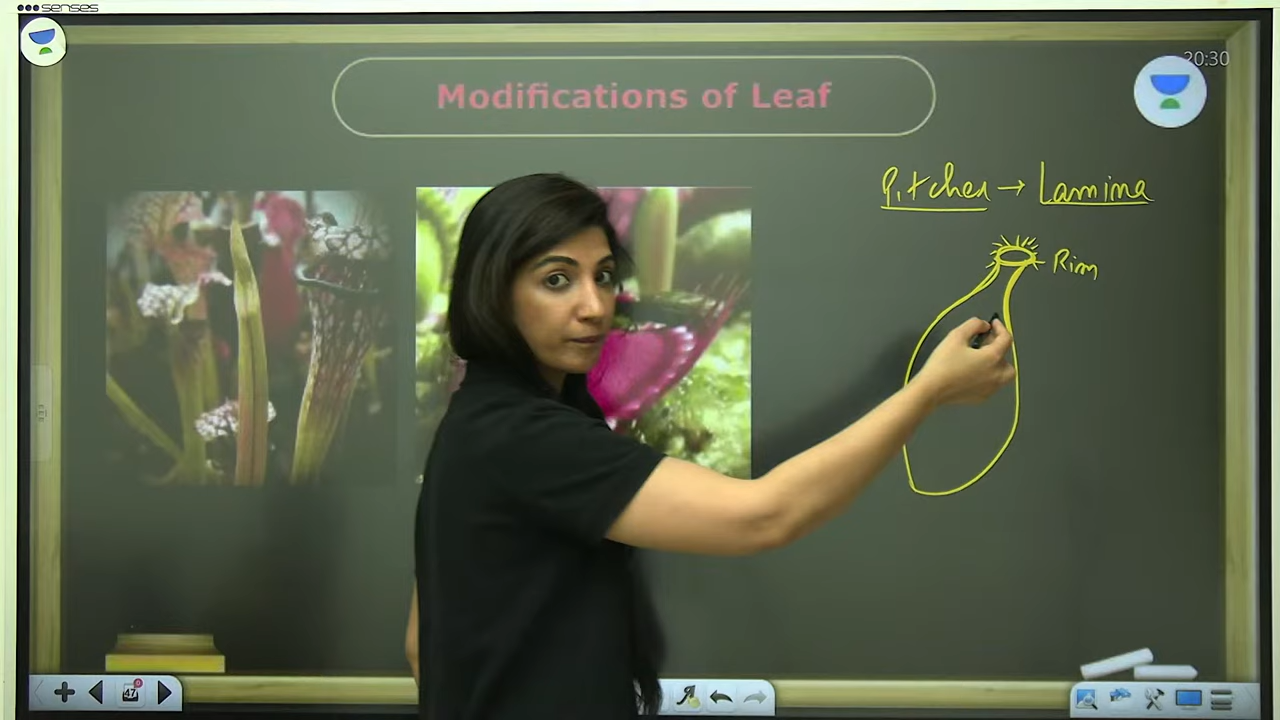 senses
20:30
Modifications of Leaf
Pitcher → Lamina
Rim
47